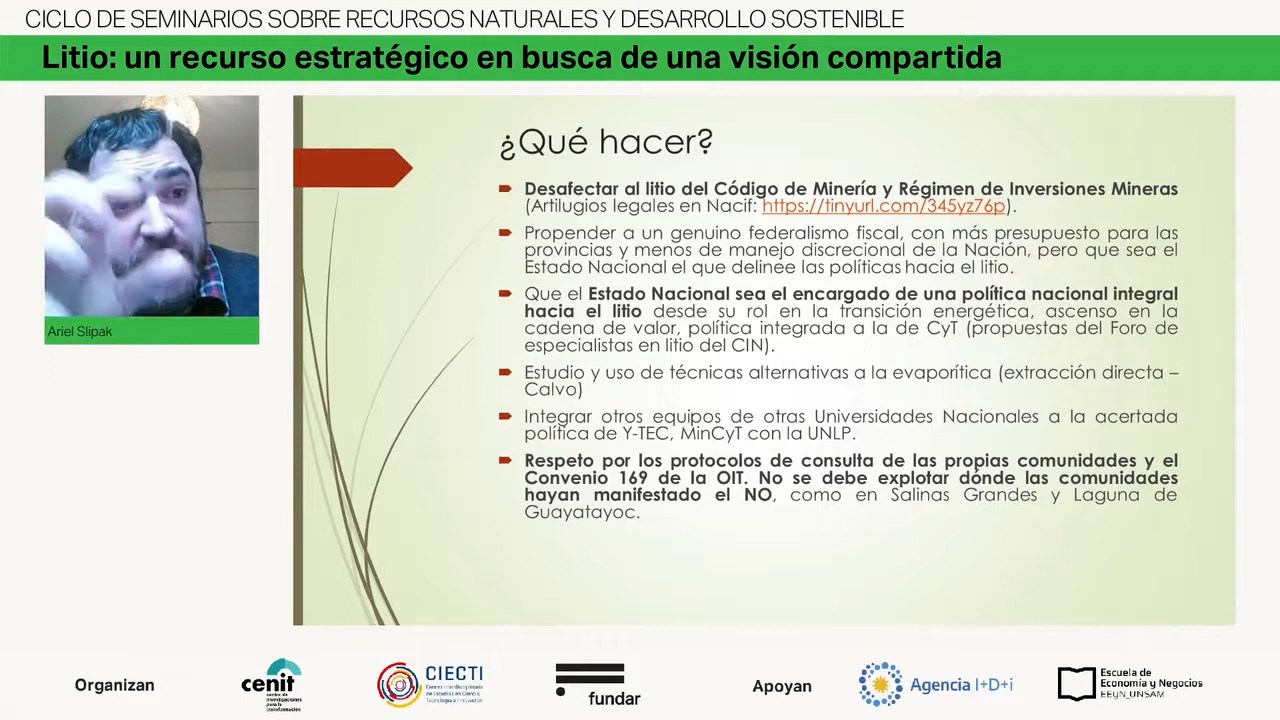 CICLO DE SEMINARIOS SOBRE RECURSOS NATURALES Y DESARROLLO SOSTENIBLE
Litio: un recurso estratégico en busca de una visión compartida
Ariel Slipak
¿Qué hacer?
Desafectar al litio del Código de Minería y Régimen de Inversiones Mineras
(Artilugios legales en Nacif: https://tinyurl.com/345yz76p).
Propender a un genuino federalismo fiscal, con más presupuesto para las
provincias y menos de manejo discrecional de la Nación, pero que sea el
Estado Nacional el que delinee las políticas hacia el litio.
Que el Estado Nacional sea el encargado de una política nacional integral
hacia el litio desde su rol en la transición energética, ascenso en la
cadena de valor, política integrada a la de CyT (propuestas del Foro de
especialistas en litio del CIN).
Estudio y uso de técnicas alternativas a la evaporítica (extracción directa –
Calvo)
Integrar otros equipos de otras Universidades Nacionales a la acertada
política de Y-TEC, MinCyT con la UNLP.
Respeto por los protocolos de consulta de las propias comunidades y el
Convenio 169 de la OIT. No se debe explotar donde las comunidades
hayan manifestado el NO, como en Salinas Grandes y Laguna de
Guayatayoc.
Organizan
cenit
centro de
investigaciones
para la
transformación
CIECTI
Centro Interdisciplinario
de Estudios en Ciencia,
Tecnología e Innovación
fundar
Apoyan
Agencia I+D+i
Escuela de
Economía y Negocios
EEYN_UNSAM